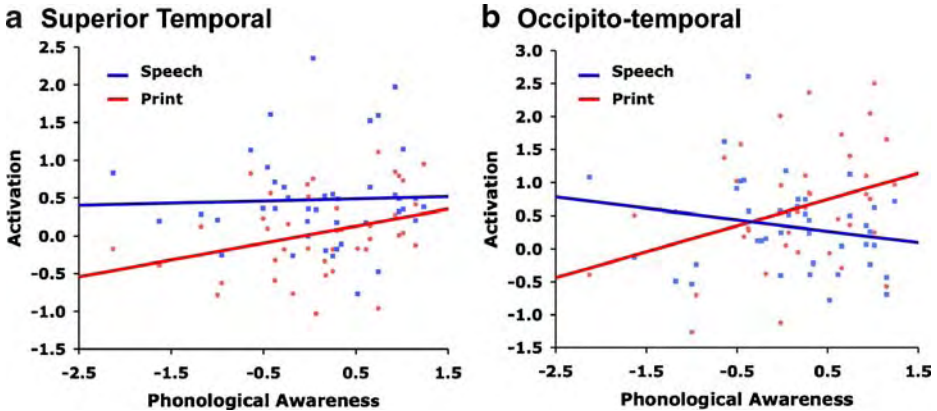 a Superior Temporal
2.5
2.0
1.5
1.0
0.5
0.0
-0.5
-1.0
-1.5
Activation
Speech
Print
-2.5 -1.5 -0.5 0.5 1.5
Phonological Awareness
b Occipito-temporal
3.0
2.5
2.0
1.5
1.0
0.5
0.0
-0.5
-1.0
-1.5
Activation
Speech
Print
-2.5 -1.5 -0.5 0.5 1.5
Phonological Awareness